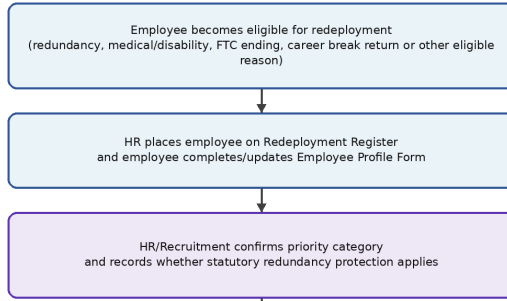 Employee becomes eligible for redeployment
(redundancy, medical/disability, FTC ending, career break return or other eligible
reason)
HR places employee on Redeployment Register
and employee completes/updates Employee Profile Form
HR/Recruitment confirms priority category
and records whether statutory redundancy protection applies